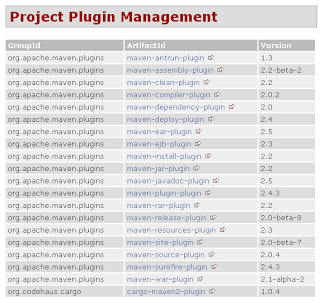 Project Plugin Management
GroupId ArtifactId Version
org.apache.maven.plugins maven-antrun-plugin 1.3
org.apache.maven.plugins maven-assembly-plugin 2.2-beta-2
org.apache.maven.plugins maven-clean-plugin 2.2
org.apache.maven.plugins maven-compiler-plugin 2.0.2
org.apache.maven.plugins maven-dependency-plugin 2.0
org.apache.maven.plugins maven-deploy-plugin 2.4
org.apache.maven.plugins maven-ear-plugin 2.5
org.apache.maven.plugins maven-ejb-plugin 2.3
org.apache.maven.plugins maven-install-plugin 2.2
org.apache.maven.plugins maven-jar-plugin 2.2
org.apache.maven.plugins maven-javadoc-plugin 2.5
org.apache.maven.plugins maven-plugin-plugin 2.4.3
org.apache.maven.plugins maven-rar-plugin 2.2
org.apache.maven.plugins maven-release-plugin 2.0-beta-8
org.apache.maven.plugins maven-resources-plugin 2.3
org.apache.maven.plugins maven-site-plugin 2.0-beta-7
org.apache.maven.plugins maven-source-plugin 2.0.4
org.apache.maven.plugins maven-surefire-plugin 2.4.3
org.apache.maven.plugins maven-war-plugin 2.1-alpha-2
org.codehaus.cargo cargo-maven2-plugin 1.0.4